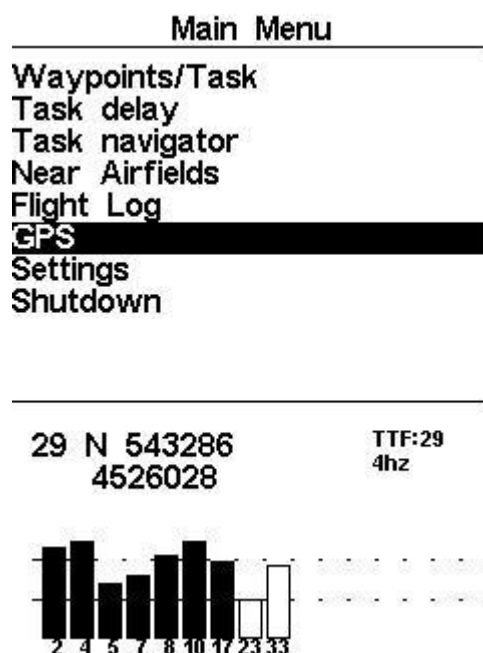 Main Menu
Waypoints/Task
Task delay
Task navigator
Near Airfields
Flight Log
GPS
Settings
Shutdown
29 N 543286
4526028
TTF:29
4hz
2 4 5 7 8 10 17 23 33